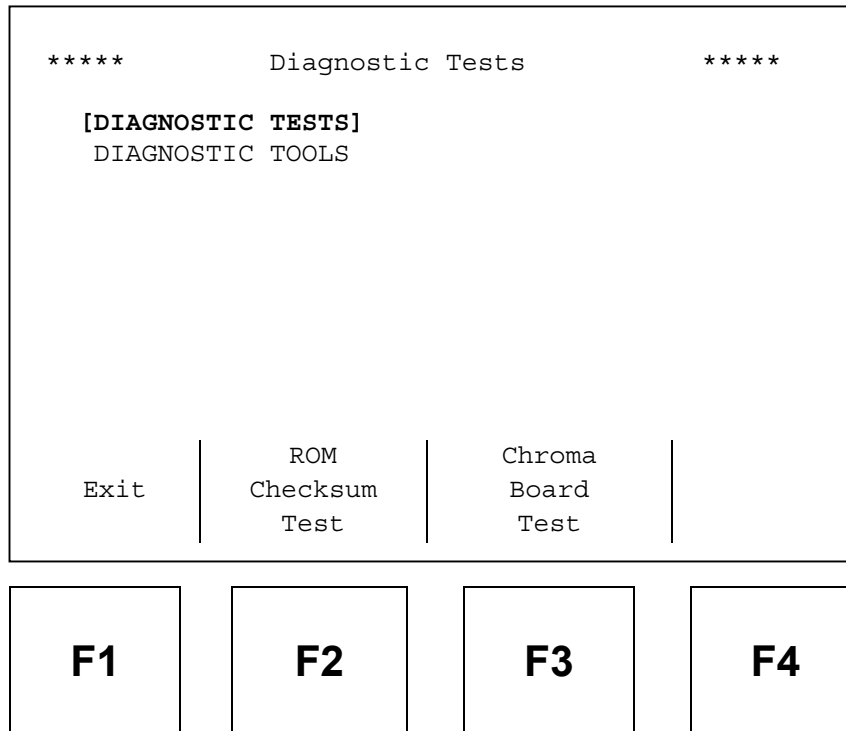 ***** Diagnostic Tests *****
[DIAGNOSTIC TESTS]
DIAGNOSTIC TOOLS
Exit
ROM
Checksum
Test
Chroma
Board
Test
F1 F2 F3 F4